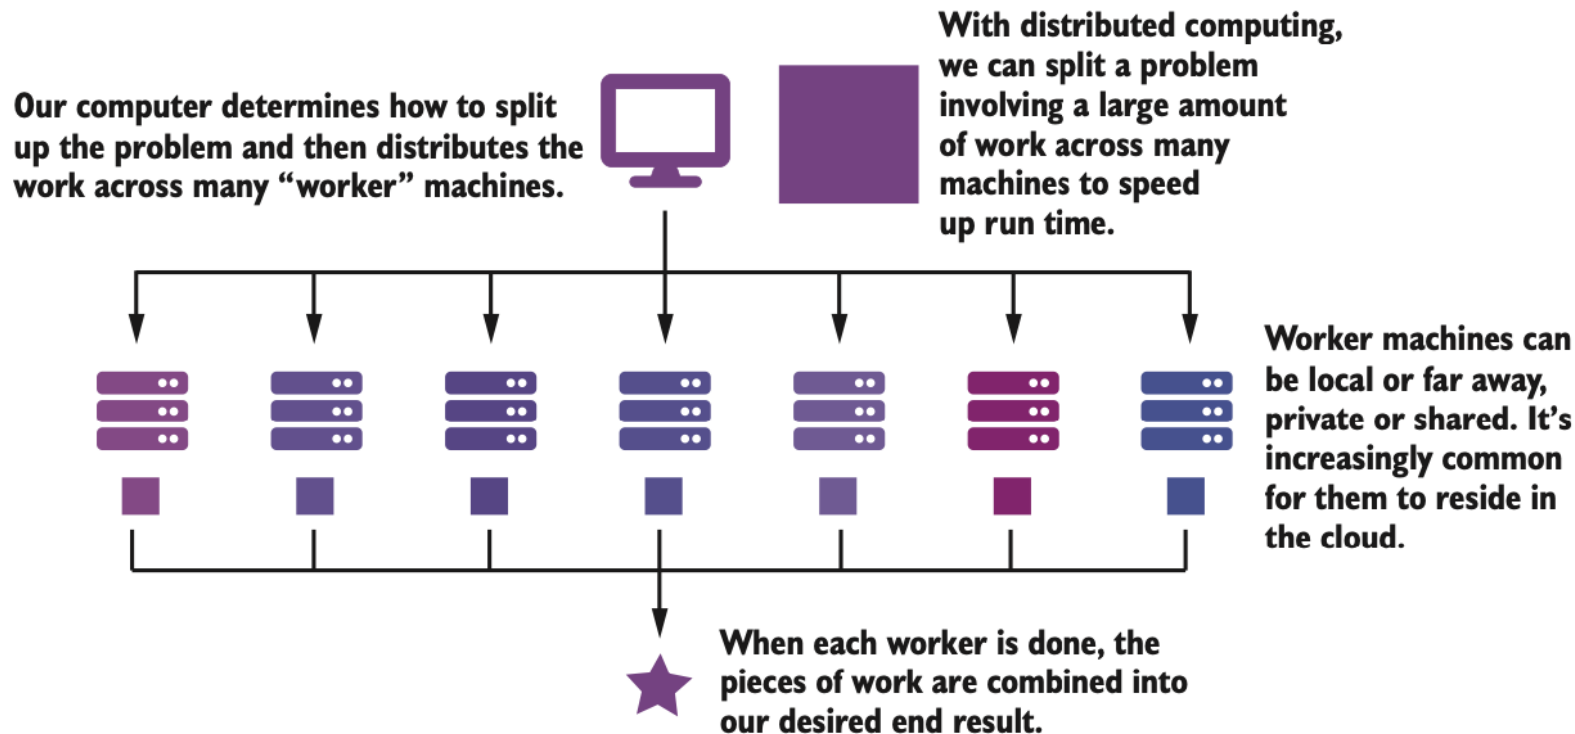 Our computer determines how to split
up the problem and then distributes the
work across many “worker” machines.
With distributed computing,
we can split a problem
involving a large amount
of work across many
machines to speed
up run time.
Worker machines can
be local or far away,
private or shared. It’s
increasingly common
for them to reside in
the cloud.
When each worker is done, the
pieces of work are combined into
our desired end result.